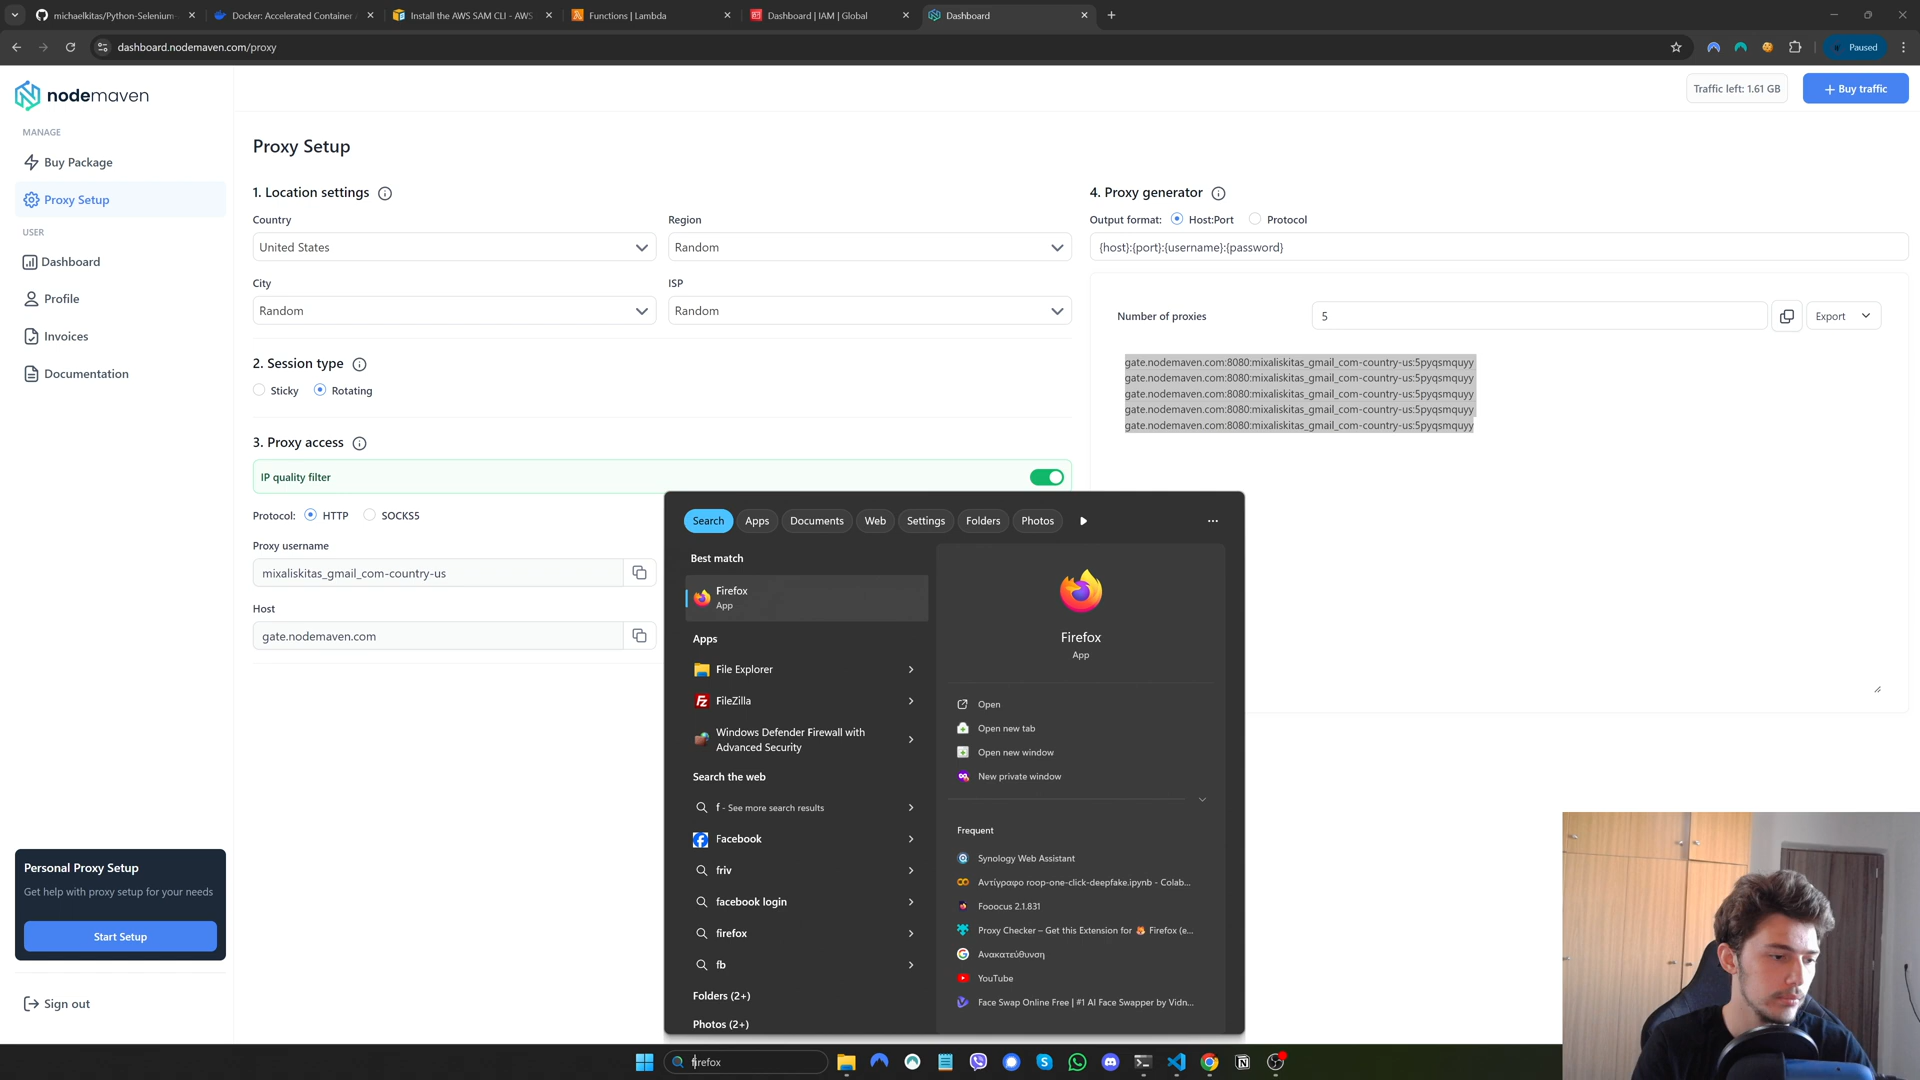 michaelkitas/Python-Selenium-
Docker: Accelerated Container
Install the AWS SAM CLI - AWS
Functions | Lambda
Dashboard | IAM | Global
Dashboard
dashboard.nodemaven.com/proxy
Paused
nodemaven
Traffic left: 1.61 GB
Buy traffic
MANAGE
Buy Package
Proxy Setup
USER
Dashboard
Profile
Invoices
Documentation
Personal Proxy Setup
Get help with proxy setup for your needs
Start Setup
Sign out
Proxy Setup
1. Location settings
Country
Region
United States
Random
City
ISP
Random
Random
2. Session type
Sticky
Rotating
3. Proxy access
IP quality filter
Protocol:
HTTP
SOCKS5
Proxy username
mixaliskitas_gmail_com-country-us
Host
gate.nodemaven.com
4. Proxy generator
Output format:
Host:Port
Protocol
{host}:{port}:{username}:{password}
Number of proxies
5
Export
gate.nodemaven.com:8080:mixaliskitas_gmail_com-country-us:5pyqsmquyy
gate.nodemaven.com:8080:mixaliskitas_gmail_com-country-us:5pyqsmquyy
gate.nodemaven.com:8080:mixaliskitas_gmail_com-country-us:5pyqsmquyy
gate.nodemaven.com:8080:mixaliskitas_gmail_com-country-us:5pyqsmquyy
gate.nodemaven.com:8080:mixaliskitas_gmail_com-country-us:5pyqsmquyy
Search
Apps
Documents
Web
Settings
Folders
Photos
Best match
Firefox
App
Apps
File Explorer
FileZilla
Windows Defender Firewall with
Advanced Security
Search the web
f - See more search results
Facebook
friv
facebook login
firefox
fb
Folders (2+)
Photos (2+)
Firefox
App
Open
Open new tab
Open new window
New private window
Frequent
Synology Web Assistant
Αντίγραφο roop-one-click-deepfake.ipynb - Colab...
Fooocus 2.1.831
Proxy Checker – Get this Extension for 🦊 Firefox (e...
Ανακατεύθυνση
YouTube
Face Swap Online Free | #1 AI Face Swapper by Vidn...
firefox